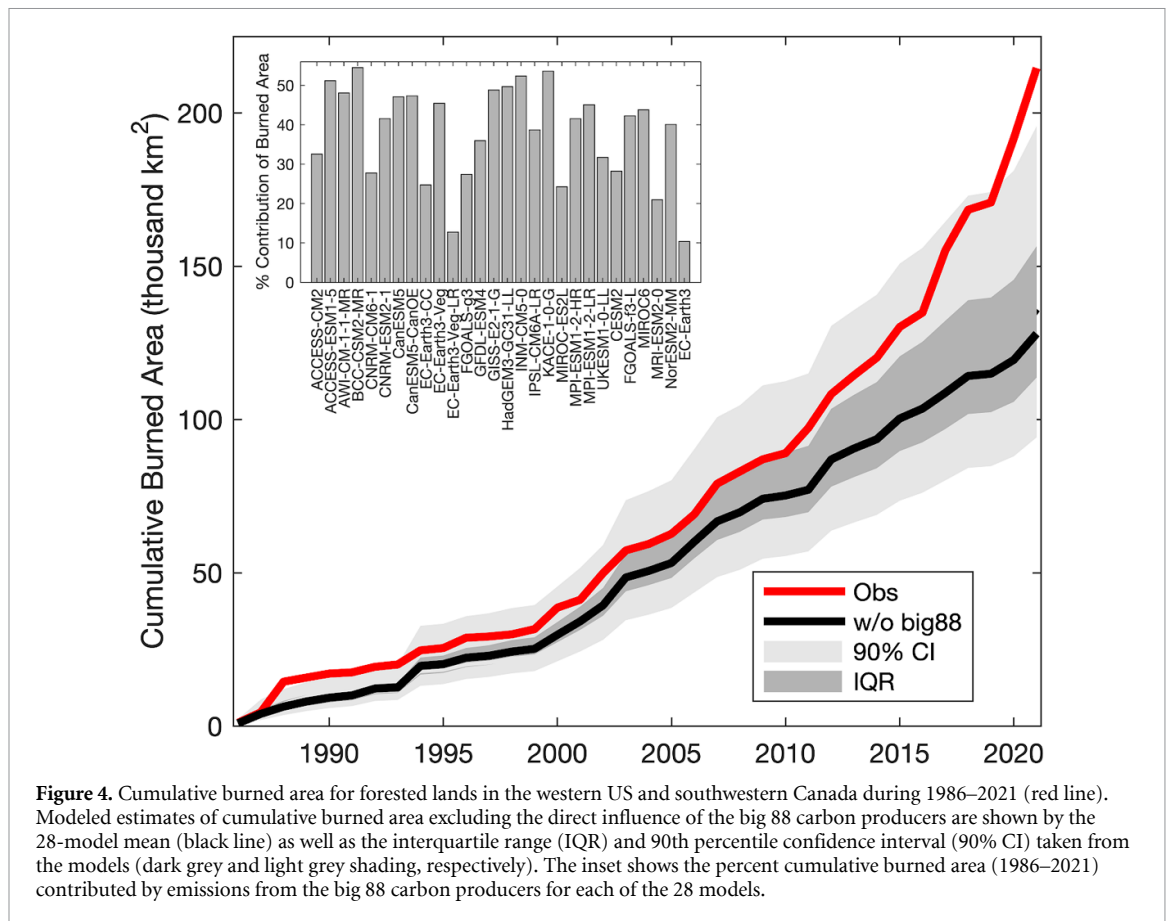 Cumulative Burned Area (thousand km²)
200
150
100
50
0
1990
1995
2000
2005
2010
2015
2020
% Contribution of Burned Area
50
40
30
20
10
0
ACCESS-CM2
ACCESS-ESM1-5
AWI-CM-1-1-MR
BCC-CSM2-MR
CNRM-CM6-1
CNRM-ESM2-1
CanESM5
CanESM5-CanOE
EC-Earth3-CC
EC-Earth3-Veg
EC-Earth3-Veg-LR
FGOALS-g3
GFDL-ESM4
GISS-E2-1-G
HadGEM3-GC31-LL
INM-CM5-0
IPSL-CM6A-LR
KACE-1-0-G
MIROC-ES2L
MPI-ESM1-2-HR
MPI-ESM1-2-LR
UKESM1-0-LL
CESM2
FGOALS-f3-L
MIROC6
MRI-ESM2-0
NorESM2-MM
EC-Earth3
Obs
w/o big88
90% CI
IQR
Figure 4. Cumulative burned area for forested lands in the western US and southwestern Canada during 1986–2021 (red line).
Modeled estimates of cumulative burned area excluding the direct influence of the big 88 carbon producers are shown by the
28-model mean (black line) as well as the interquartile range (IQR) and 90th percentile confidence interval (90% CI) taken from
the models (dark grey and light grey shading, respectively). The inset shows the percent cumulative burned area (1986–2021)
contributed by emissions from the big 88 carbon producers for each of the 28 models.